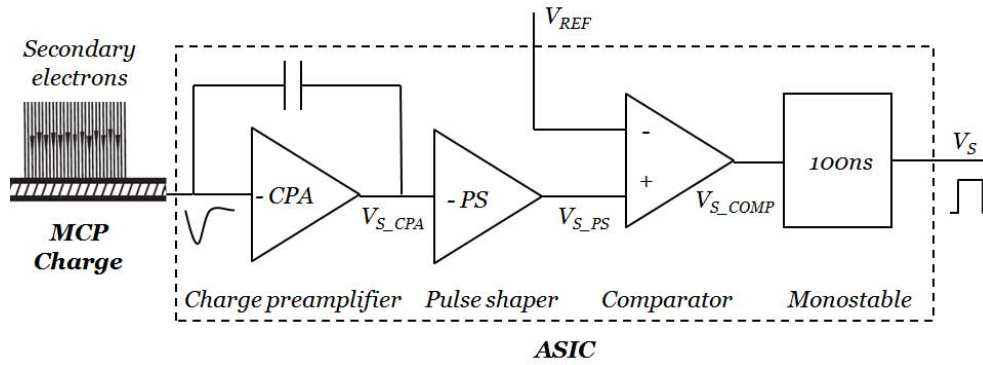 Secondary
electrons
V_REF
- CPA
- PS
-
+
100ns
V_S
MCP
Charge
V_S_CPA
V_S_PS
V_S_COMP
Charge preamplifier
Pulse shaper
Comparator
Monostable
ASIC